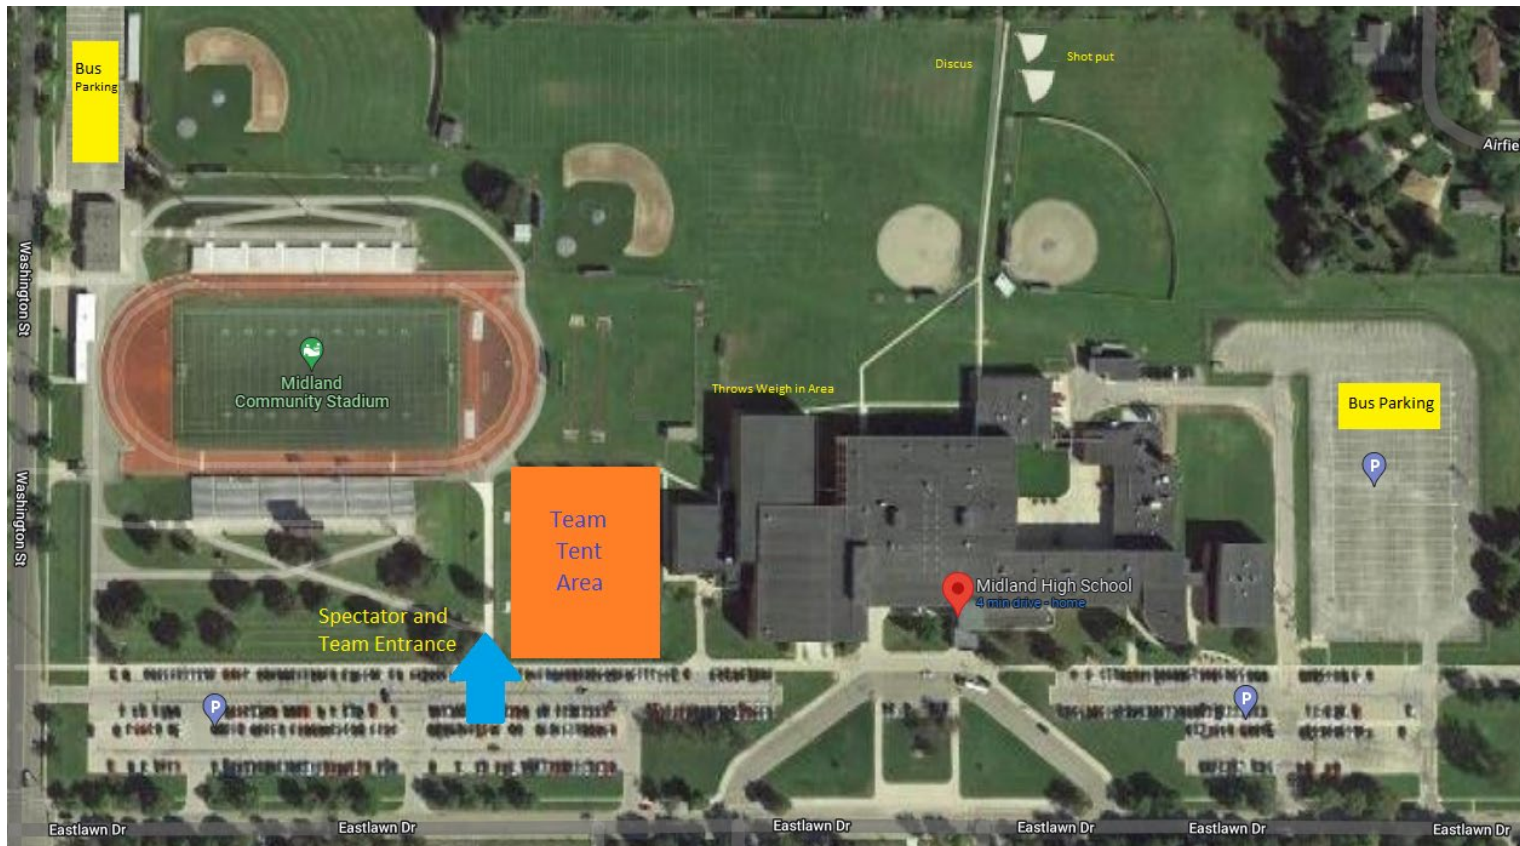 Bus
Parking
Discus
Shot put
Airfie
Washington St
Midland
Community Stadium
Throws Weigh in Area
Bus Parking
P
Washington St
Team
Tent
Area
Midland High School
4 min drive - home
Spectator and
Team Entrance
P
P
Eastlawn Dr
Eastlawn Dr
Eastlawn Dr
Eastlawn Dr
Eastlawn Dr
Eastlawn Dr